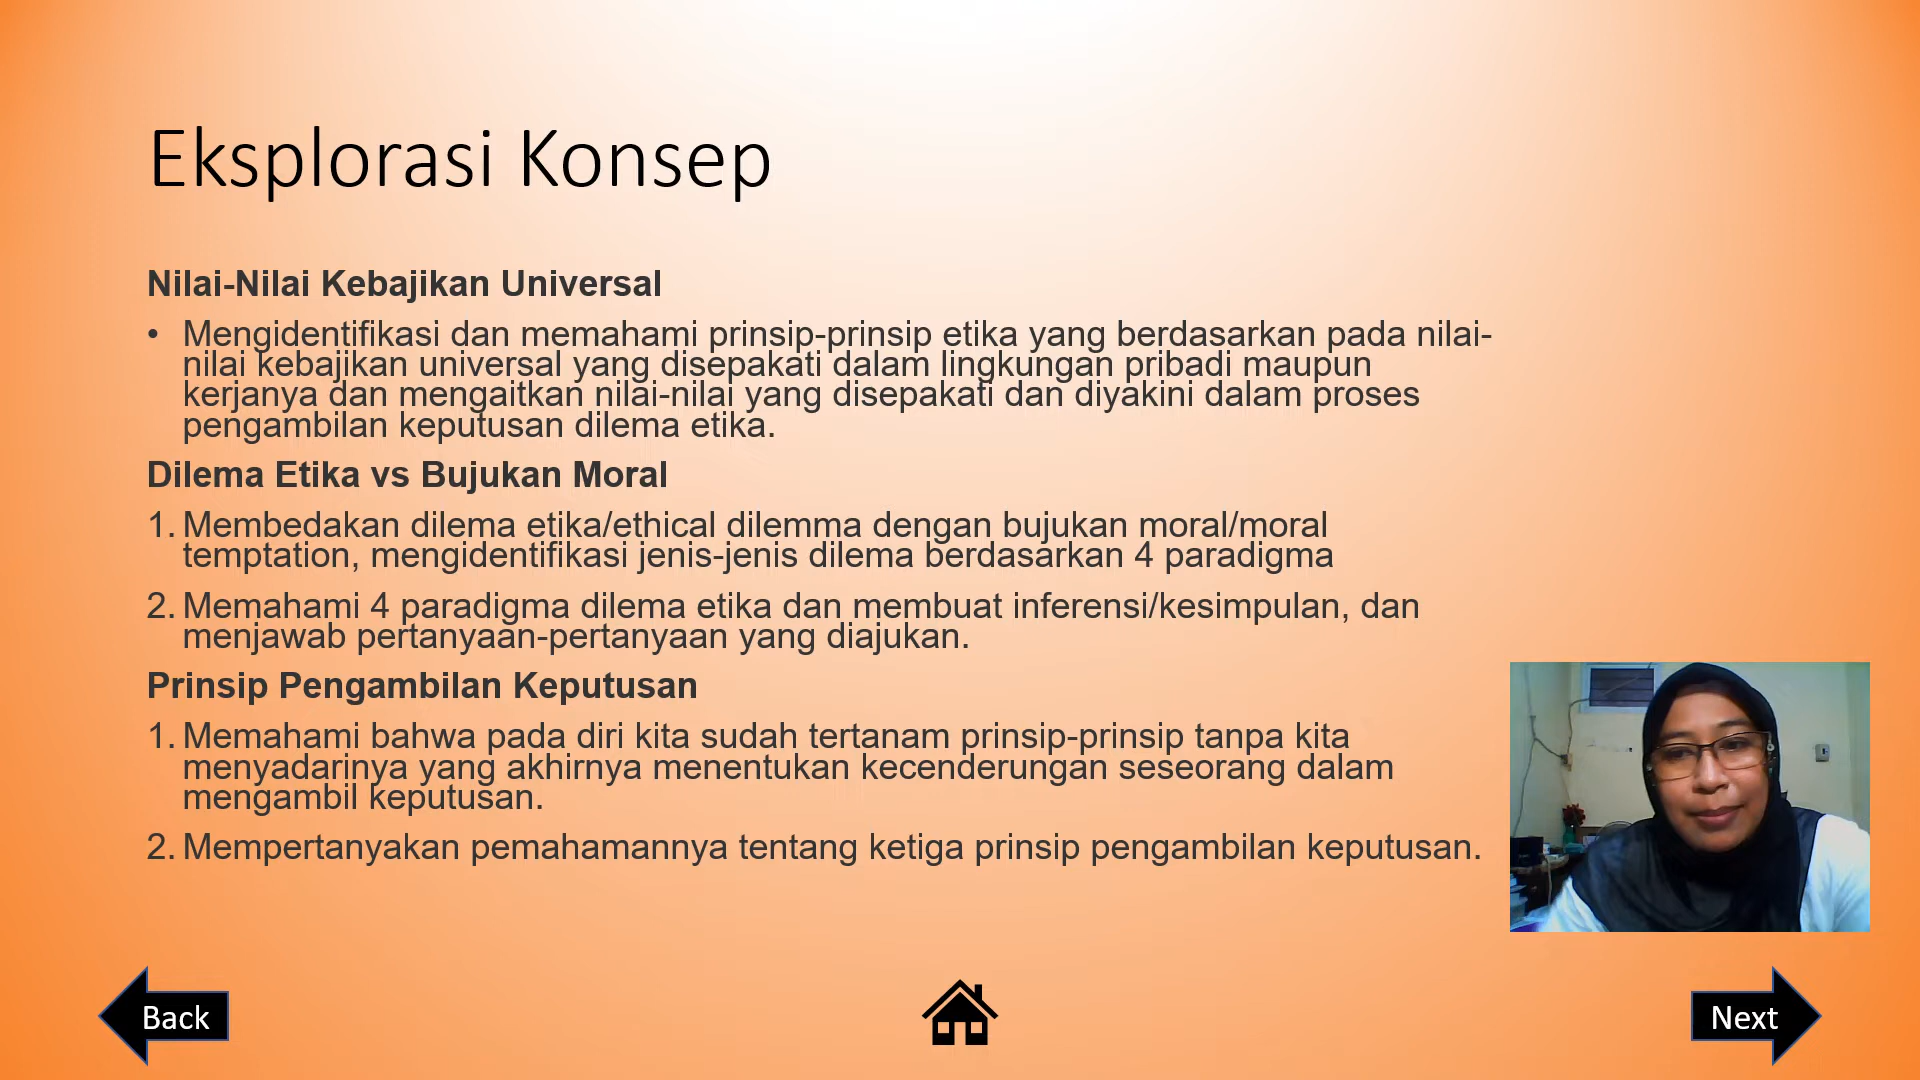 Eksplorasi Konsep
Nilai-Nilai Kebajikan Universal
• Mengidentifikasi dan memahami prinsip-prinsip etika yang berdasarkan pada nilai-
nilai kebajikan universal yang disepakati dalam lingkungan pribadi maupun
kerjanya dan mengaitkan nilai-nilai yang disepakati dan diyakini dalam proses
pengambilan keputusan dilema etika.
Dilema Etika vs Bujukan Moral
1. Membedakan dilema etika/ethical dilemma dengan bujukan moral/moral
temptation, mengidentifikasi jenis-jenis dilema berdasarkan 4 paradigma
2. Memahami 4 paradigma dilema etika dan membuat inferensi/kesimpulan, dan
menjawab pertanyaan-pertanyaan yang diajukan.
Prinsip Pengambilan Keputusan
1. Memahami bahwa pada diri kita sudah tertanam prinsip-prinsip tanpa kita
menyadarinya yang akhirnya menentukan kecenderungan seseorang dalam
mengambil keputusan.
2. Mempertanyakan pemahamannya tentang ketiga prinsip pengambilan keputusan.
Back
Next